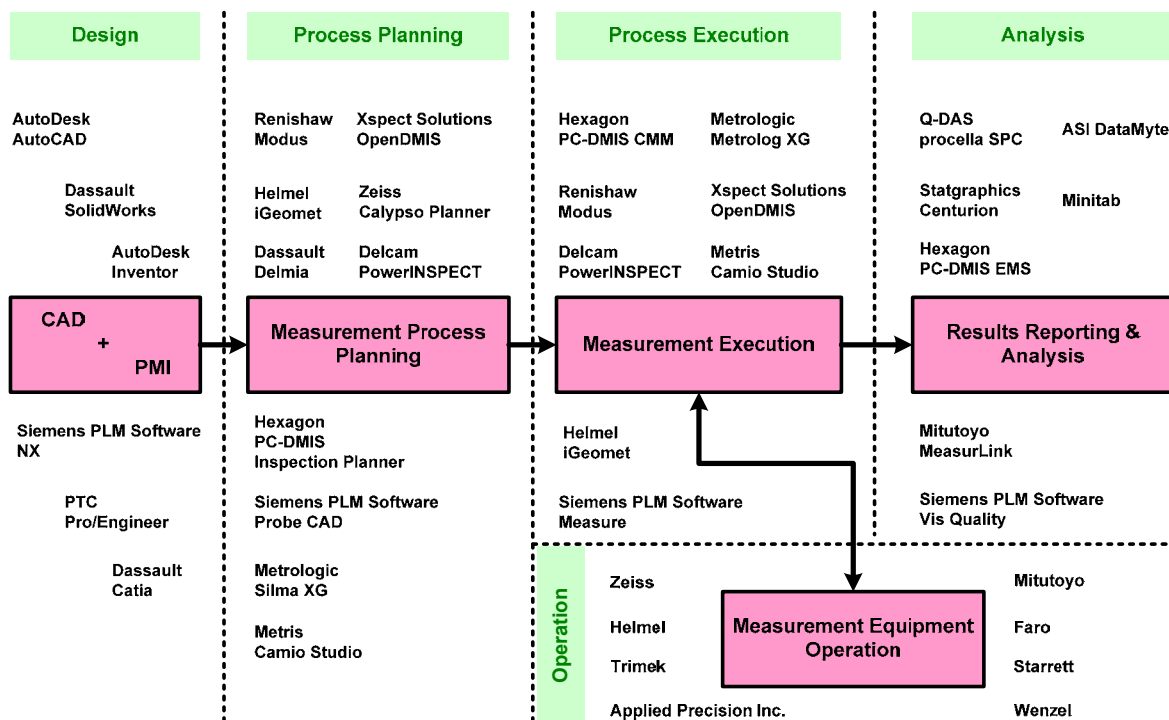 Design
Process Planning
Process Execution
Analysis
AutoDesk
AutoCAD
Dassault
SolidWorks
AutoDesk
Inventor
CAD
+
PMI
Siemens PLM Software
NX
PTC
Pro/Engineer
Dassault
Catia
Renishaw
Modus
Xspect Solutions
OpenDMIS
Helmel
iGeomet
Zeiss
Calypso Planner
Dassault
Delmia
Delcam
PowerINSPECT
Measurement Process
Planning
Hexagon
PC-DMIS
Inspection Planner
Siemens PLM Software
Probe CAD
Metrologic
Silma XG
Metris
Camio Studio
Hexagon
PC-DMIS CMM
Metrologic
Metrolog XG
Renishaw
Modus
Xspect Solutions
OpenDMIS
Delcam
PowerINSPECT
Metris
Camio Studio
Measurement Execution
Helmel
iGeomet
Siemens PLM Software
Measure
Q-DAS
procella SPC
ASI DataMyte
Statgraphics
Centurion
Minitab
Hexagon
PC-DMIS EMS
Results Reporting &
Analysis
Mitutoyo
MeasurLink
Siemens PLM Software
Vis Quality
Operation
Zeiss
Helmel
Trimek
Applied Precision Inc.
Measurement Equipment
Operation
Mitutoyo
Faro
Starrett
Wenzel